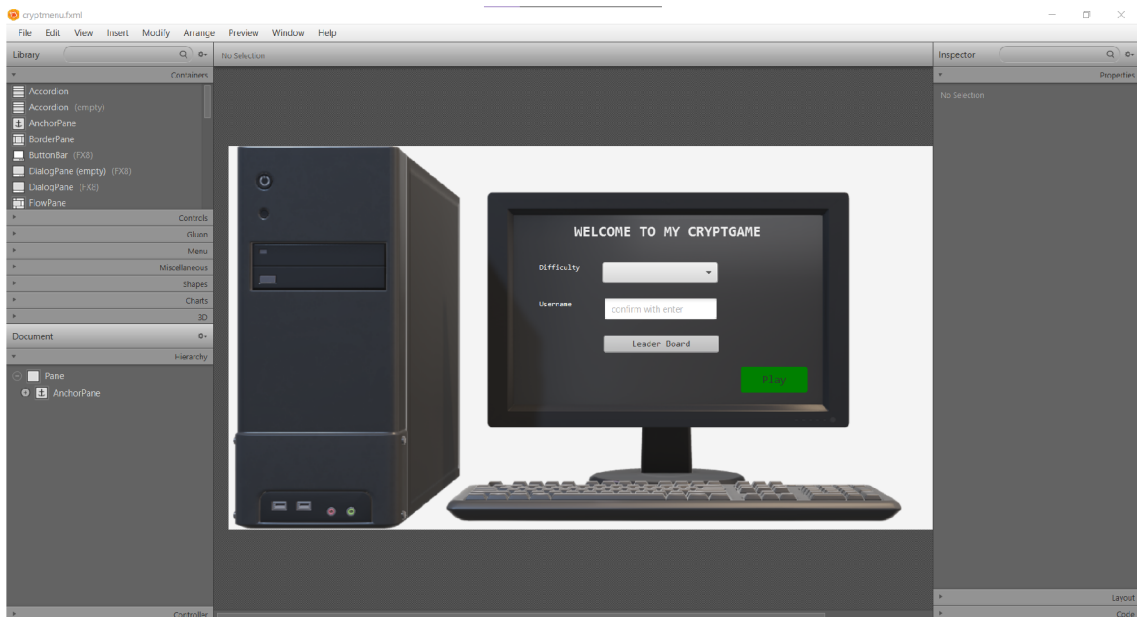 cryptmenu.fxml
File Edit View Insert Modify Arrange Preview Window Help
Library
No Selection
Inspector
Containers
Properties
Accordion
No Selection
Accordion (empty)
AnchorPane
BorderPane
ButtonBar (FX8)
DialogPane (empty) (FX8)
DialogPane (FX8)
FlowPane
Controls
Gluon
Menu
Miscellaneous
Shapes
Charts
3D
Document
Hierarchy
Pane
AnchorPane
Controller
WELCOME TO MY CRYPTGAME
Difficulty
Username
confirm with enter
Leader Board
Play
Layout
Code